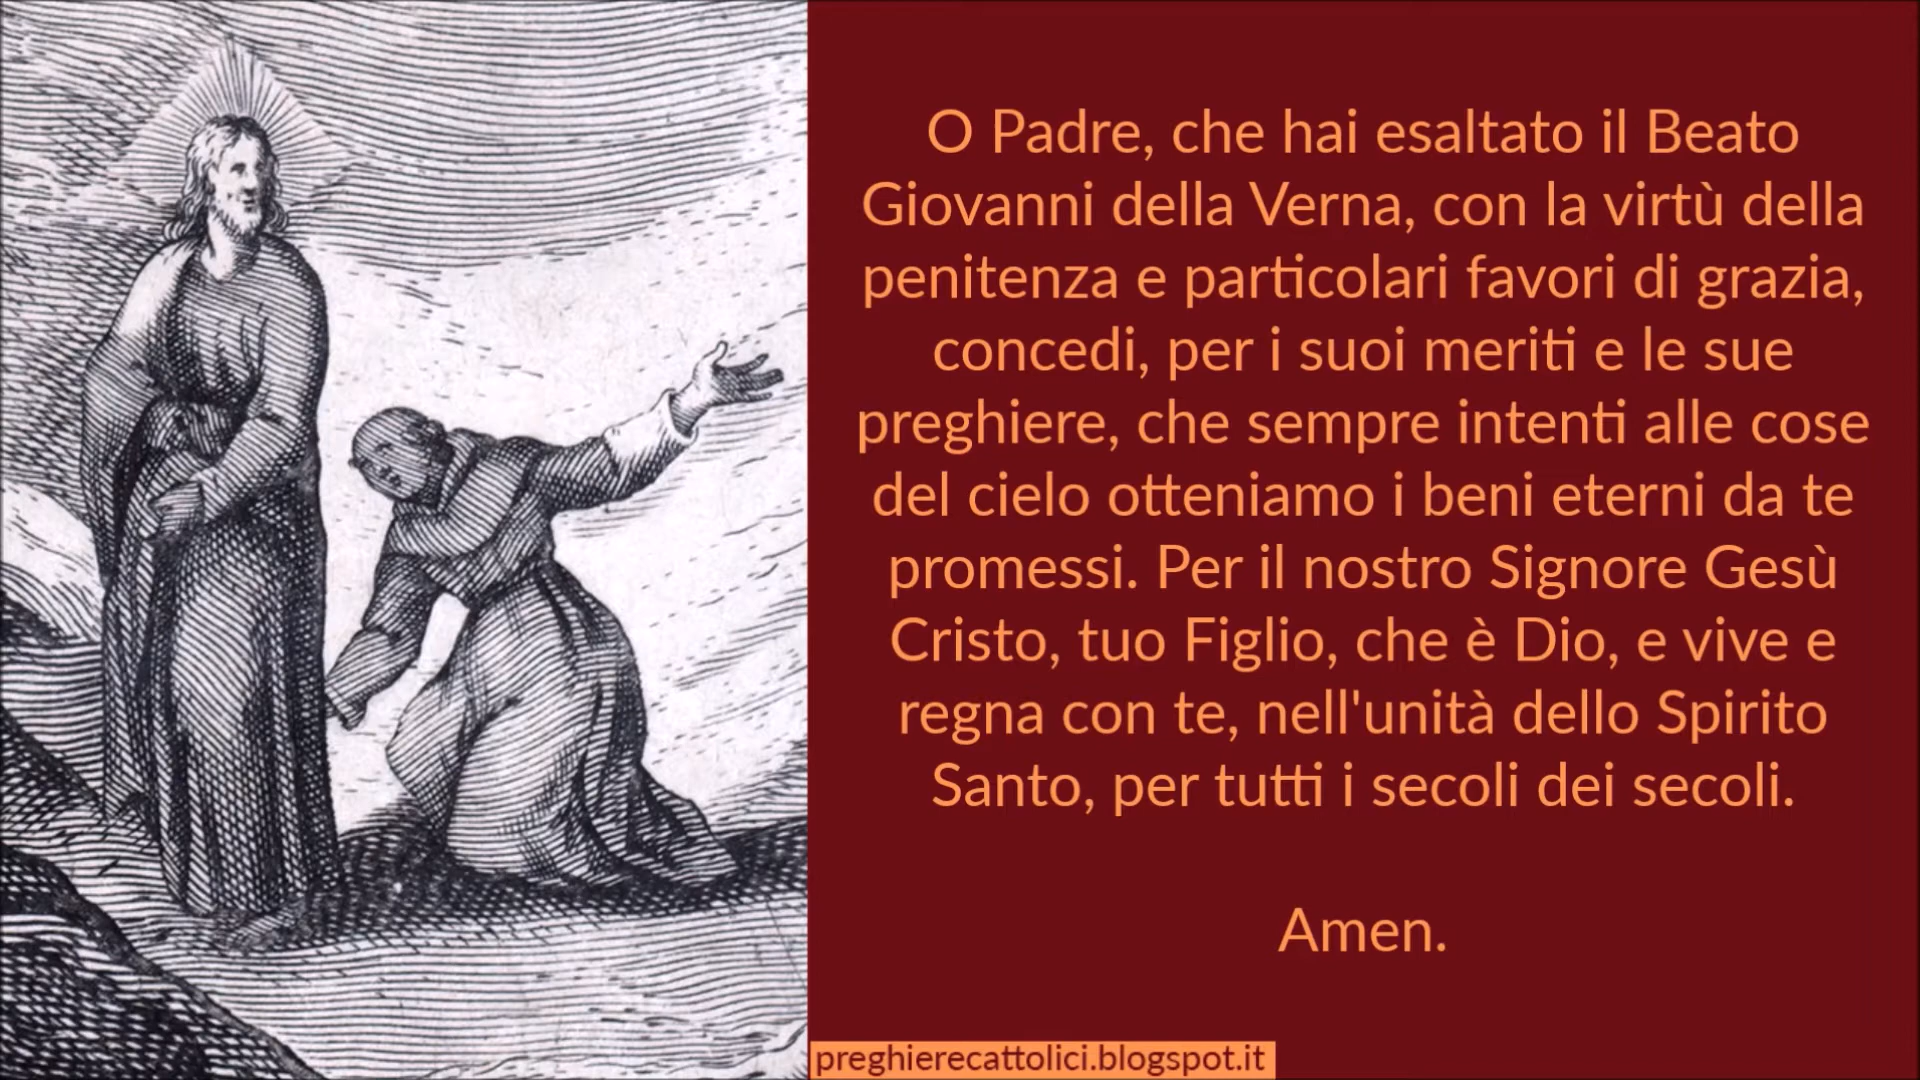 O Padre, che hai esaltato il Beato
Giovanni della Verna, con la virtù della
penitenza e particolari favori di grazia,
concedi, per i suoi meriti e le sue
preghiere, che sempre intenti alle cose
del cielo otteniamo i beni eterni da te
promessi. Per il nostro Signore Gesù
Cristo, tuo Figlio, che è Dio, e vive e
regna con te, nell'unità dello Spirito
Santo, per tutti i secoli dei secoli.
Amen.
preghierecattolici.blogspot.it